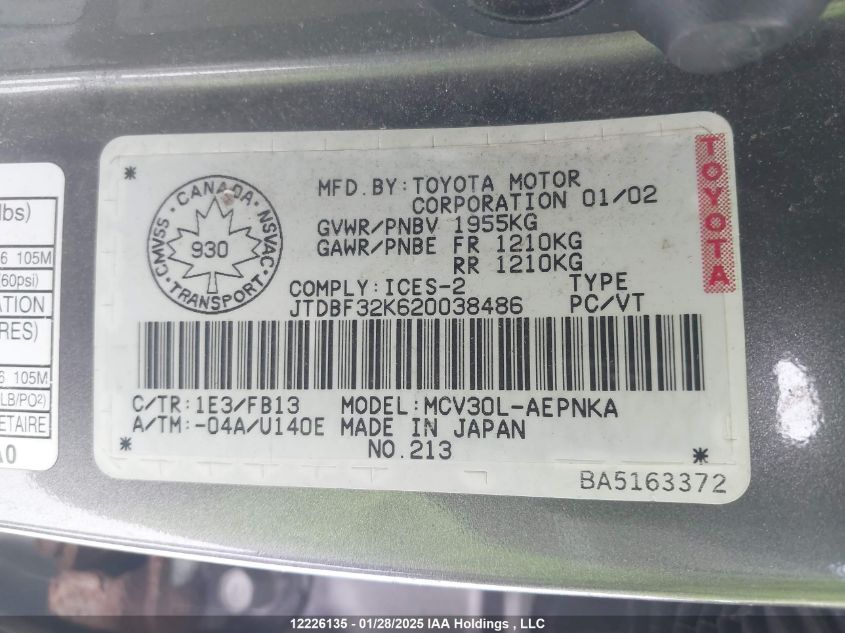 lbs)
6 105M
(60psi)
ATION
RES)
6 105M
LB/PO²)
ETAIRE
A0
CANADA · NSVAC · TRANSPORT · CMVSS
930
MFD.BY:TOYOTA MOTOR
CORPORATION 01/02
GVWR/PNBV 1955KG
GAWR/PNBE FR 1210KG
RR 1210KG
COMPLY:ICES-2 TYPE
JTDBF32K620038486 PC/VT
C/TR:1E3/FB13 MODEL:MCV30L-AEPNKA
A/TM:-04A/U140E MADE IN JAPAN
NO.213
BA5163372
TOYOTA
12226135 - 01/28/2025 IAA Holdings , LLC